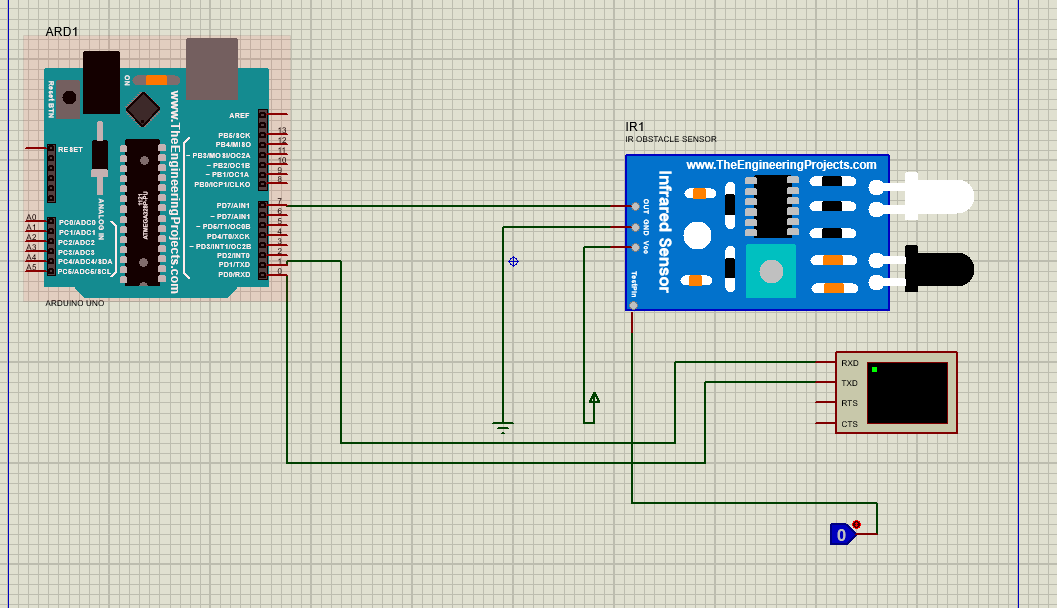 ARD1
ON
Reset BTN
www.TheEngineeringProjects.com
AREF
13
PB5/SCK
12
PB4/MISO
11
~ PB3/MOSI/OC2A
10
~ PB2/OC1B
9
~ PB1/OC1A
8
PB0/ICP1/CLKO
RESET
ANALOG IN
ATMEGA328P-PU
7
PD7/AIN1
6
~ PD6/AIN1
5
~ PD5/T1/OC0B
4
PD4/T0/XCK
3
~ PD3/INT1/OC2B
2
PD2/INT0
1
PD1/TXD
0
PD0/RXD
A0
PC0/ADC0
A1
PC1/ADC1
A2
PC2/ADC2
A3
PC3/ADC3
A4
PC4/ADC4/SDA
A5
PC5/ADC5/SCL
ARDUINO UNO
IR1
IR OBSTACLE SENSOR
www.TheEngineeringProjects.com
Infrared Sensor
OUT
GND
Vcc
TestPin
RXD
TXD
RTS
CTS
0